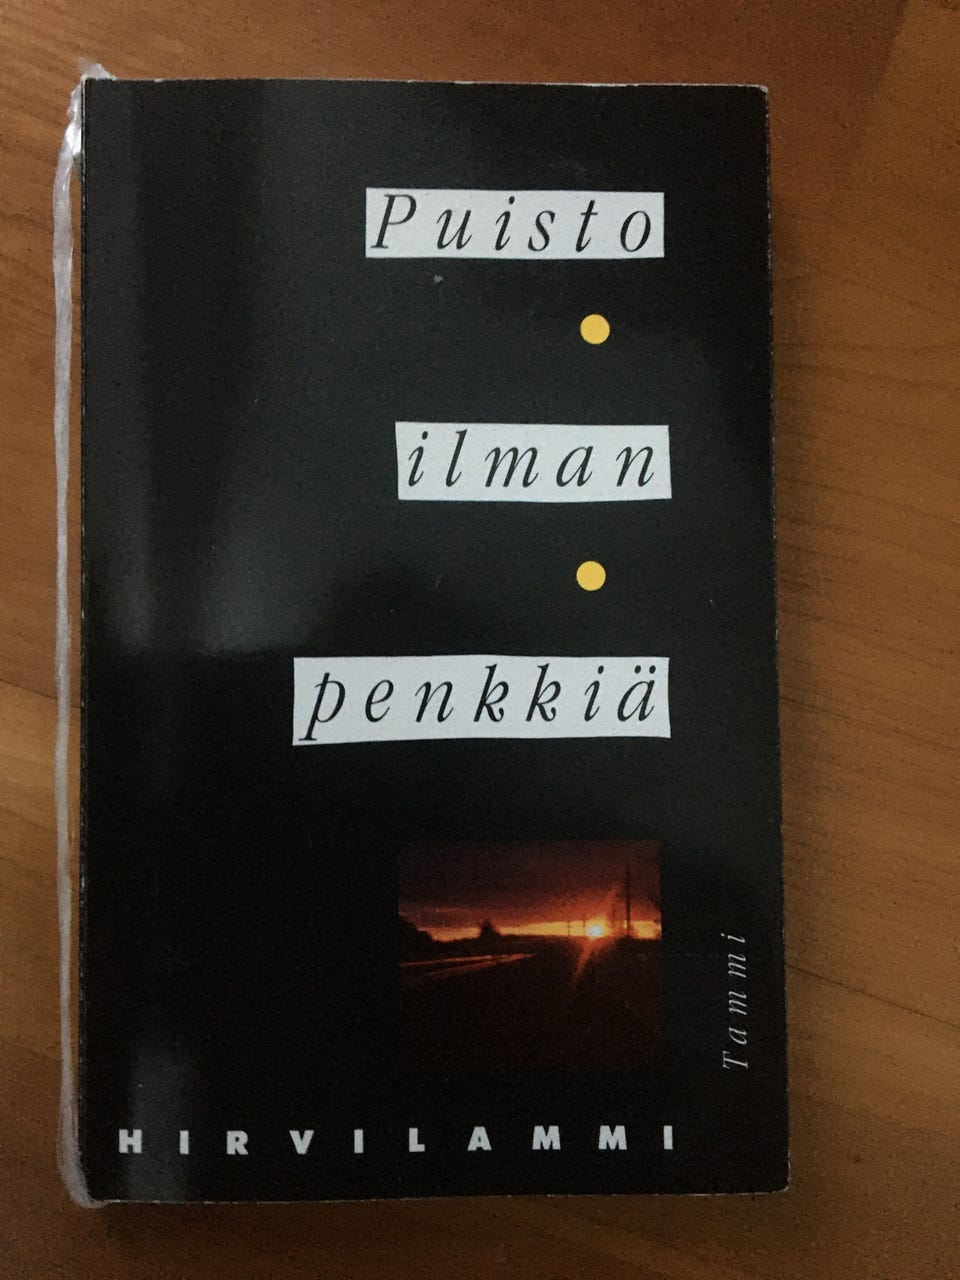 Puisto
ilman
penkkiä
Tammi
HIRVILAMMI